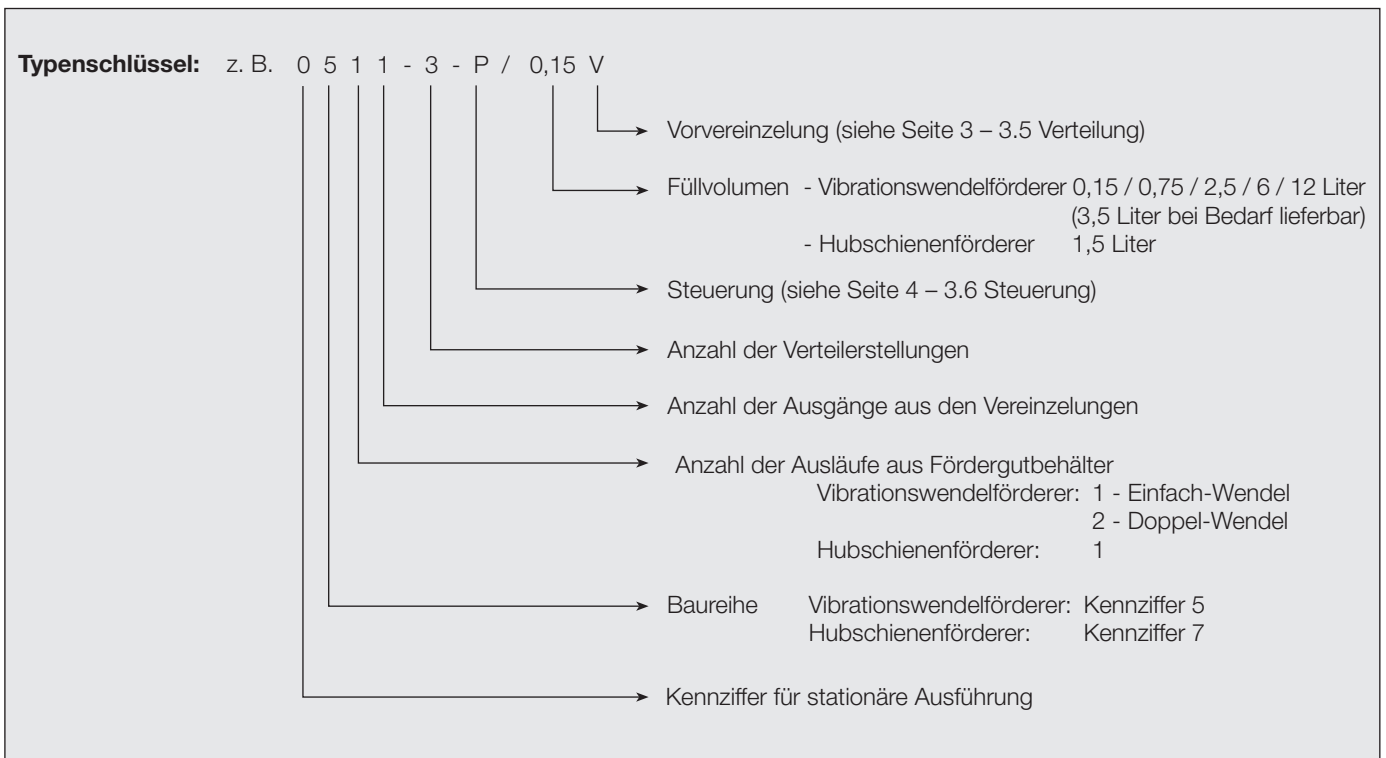 Typenschlüssel: z. B. 0 5 1 1 - 3 - P / 0,15 V
Vorvereinzelung (siehe Seite 3 – 3.5 Verteilung)
Füllvolumen - Vibrationswendelförderer 0,15 / 0,75 / 2,5 / 6 / 12 Liter
(3,5 Liter bei Bedarf lieferbar)
- Hubschienenförderer 1,5 Liter
Steuerung (siehe Seite 4 – 3.6 Steuerung)
Anzahl der Verteilerstellungen
Anzahl der Ausgänge aus den Vereinzelungen
Anzahl der Ausläufe aus Fördergutbehälter
Vibrationswendelförderer: 1 - Einfach-Wendel
2 - Doppel-Wendel
Hubschienenförderer: 1
Baureihe Vibrationswendelförderer: Kennziffer 5
Hubschienenförderer: Kennziffer 7
Kennziffer für stationäre Ausführung